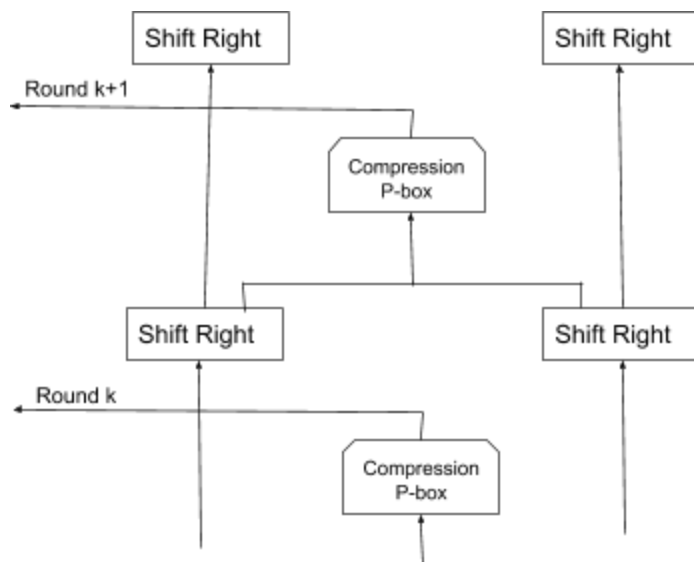 Shift Right
Shift Right
Round k+1
Compression
P-box
Shift Right
Shift Right
Round k
Compression
P-box